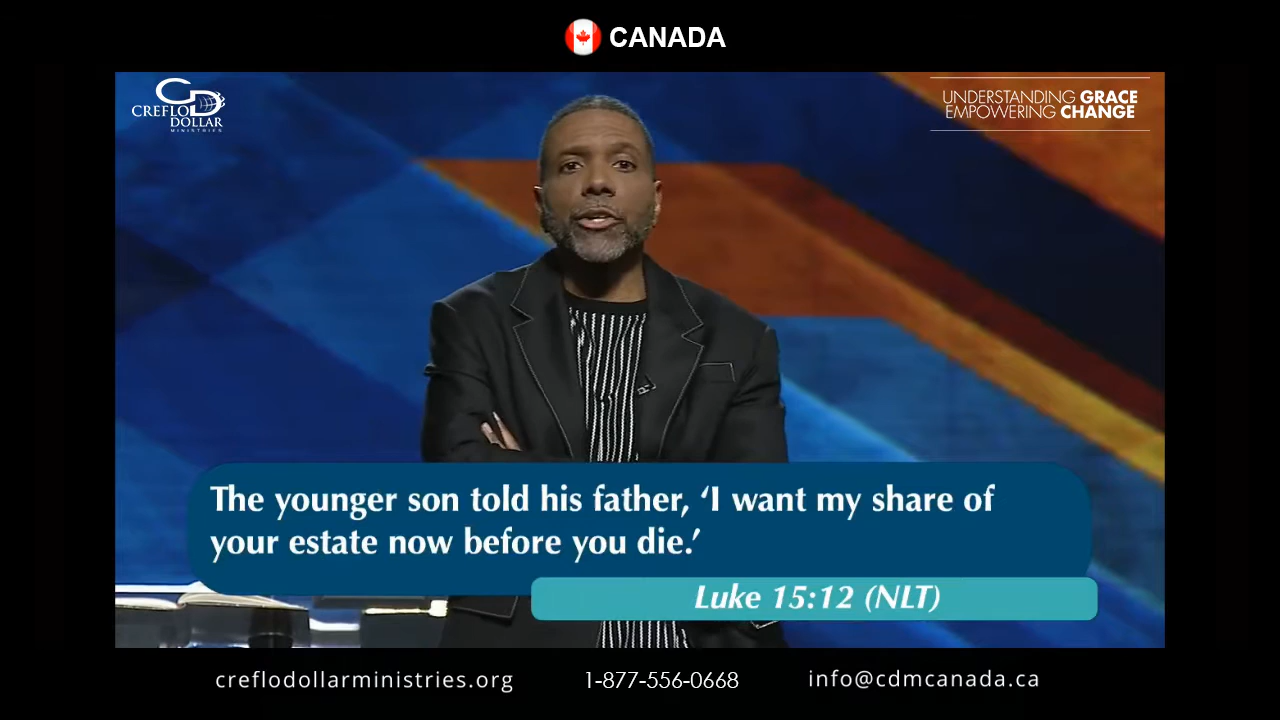 CANADA
CREFLO
DOLLAR
MINISTRIES
UNDERSTANDING GRACE
EMPOWERING CHANGE
The younger son told his father, ‘I want my share of
your estate now before you die.’
Luke 15:12 (NLT)
creflodollarministries.org
1-877-556-0668
info@cdmcanada.ca